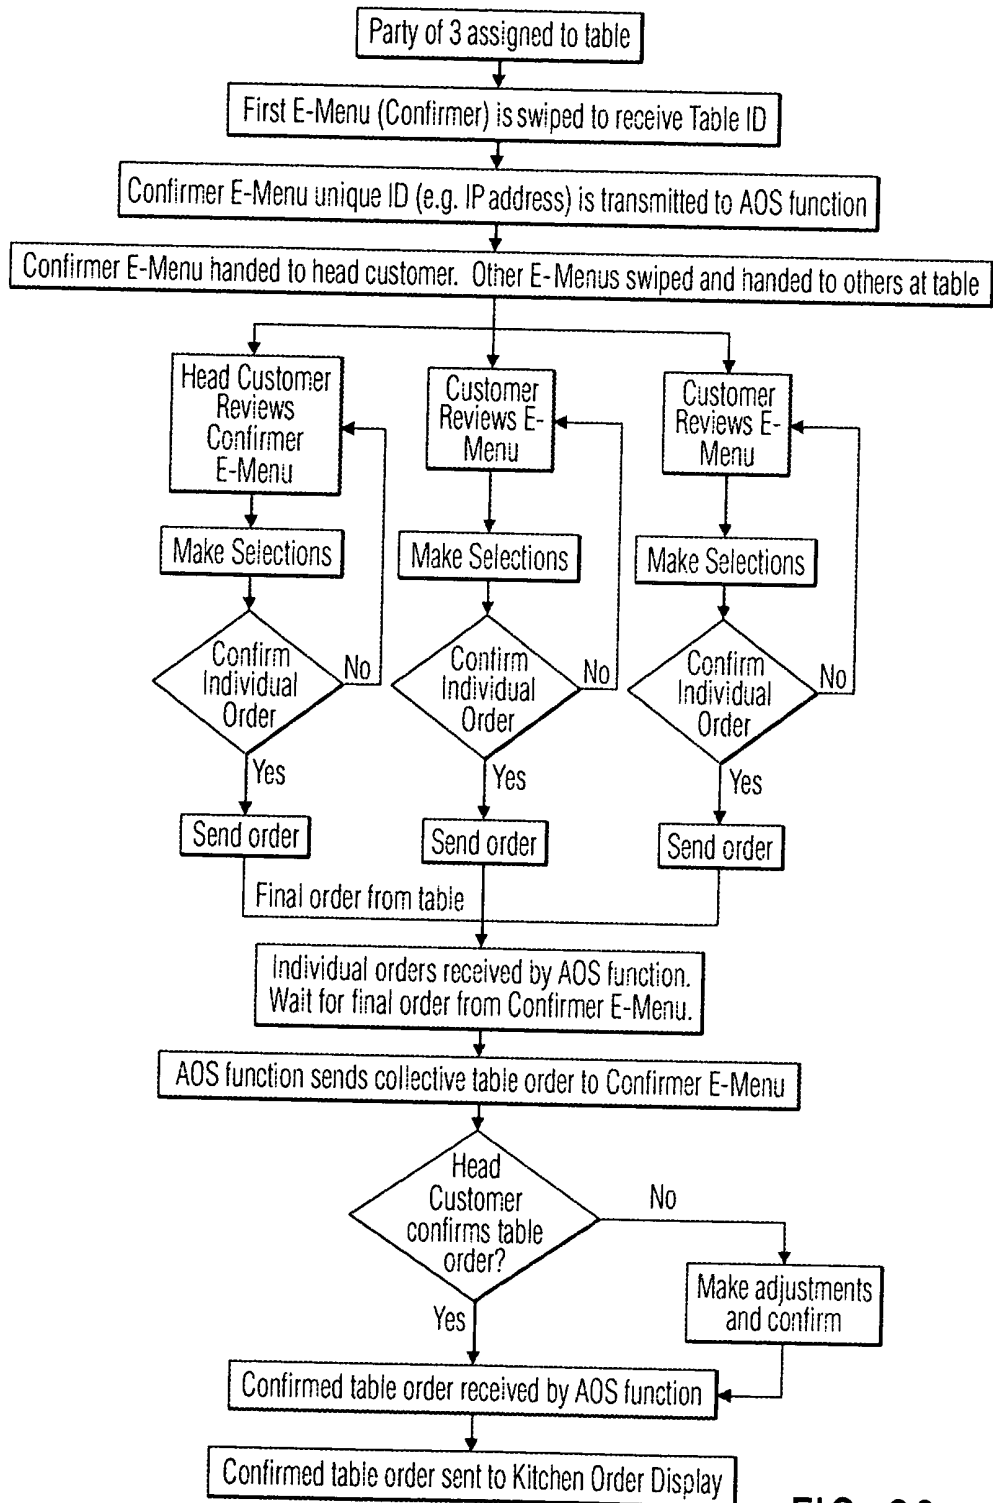 Party of 3 assigned to table
First E-Menu (Confirmer) is swiped to receive Table ID
Confirmer E-Menu unique ID (e.g. IP address) is transmitted to AOS function
Confirmer E-Menu handed to head customer. Other E-Menus swiped and handed to others at table
Head Customer
Reviews
Confirmer
E-Menu
Customer
Reviews E-
Menu
Customer
Reviews E-
Menu
Make Selections
Make Selections
Make Selections
Confirm
Individual
Order
No
Confirm
Individual
Order
No
Confirm
Individual
Order
No
Yes
Yes
Yes
Send order
Send order
Send order
Final order from table
Individual orders received by AOS function.
Wait for final order from Confirmer E-Menu.
AOS function sends collective table order to Confirmer E-Menu
Head
Customer
confirms table
order?
No
Make adjustments
and confirm
Yes
Confirmed table order received by AOS function
Confirmed table order sent to Kitchen Order Display